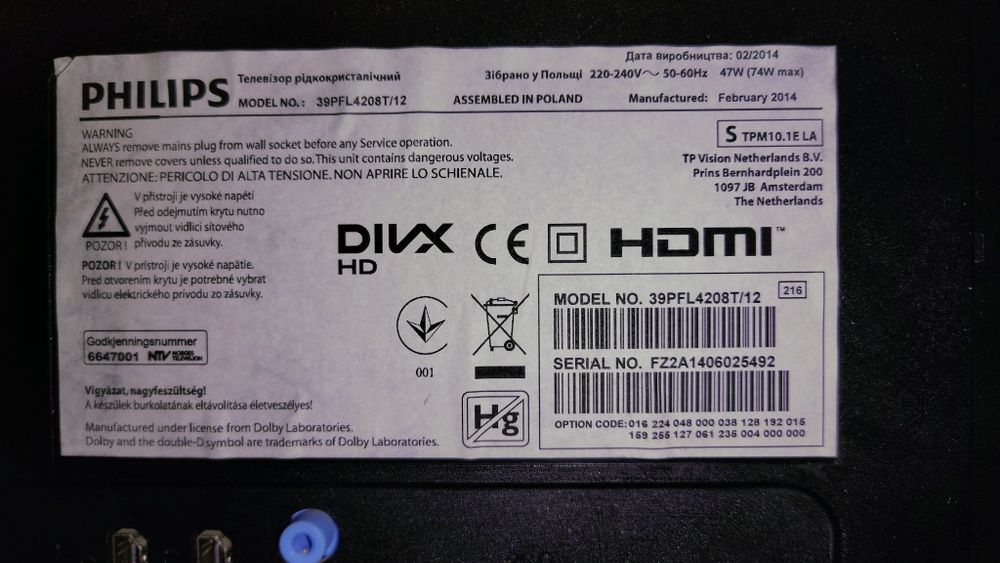 Дата виробництва: 02/2014
PHILIPS
Телевізор рідкокристалічний
Зібрано у Польщі 220-240V～ 50-60Hz 47W (74W max)
MODEL NO.: 39PFL4208T/12
ASSEMBLED IN POLAND
Manufactured: February 2014
WARNING
ALWAYS remove mains plug from wall socket before any Service operation.
NEVER remove covers unless qualified to do so. This unit contains dangerous voltages.
ATTENZIONE: PERICOLO DI ALTA TENSIONE. NON APRIRE LO SCHIENALE.
S TPM10.1E LA
TP Vision Netherlands B.V.
Prins Bernhardplein 200
1097 JB Amsterdam
The Netherlands
V přístroji je vysoké napětí
Před odejmutím krytu nutno
vyjmout vidlici sítového
POZOR! přívodu ze zásuvky.
POZOR! V prístroji je vysoké napätie.
Pred otvorením krytu je potrebné vybrat
vidlicu elektrického prívodu zo zásuvky.
DIVX
HD
CE
HDMI™
001
Godkjenningsnummer
6647001 NTV NORGES
TELEVISJON
Vigyázat, nagyfeszültség!
A készülek burkolatának eltávolítása életveszélyes!
Manufactured under license from Dolby Laboratories.
Dolby and the double-D symbol are trademarks of Dolby Laboratories.
Hg
MODEL NO. 39PFL4208T/12 216
SERIAL NO. FZ2A1406025492
OPTION CODE: 016 224 048 000 038 128 192 015
159 255 127 061 235 004 000 000